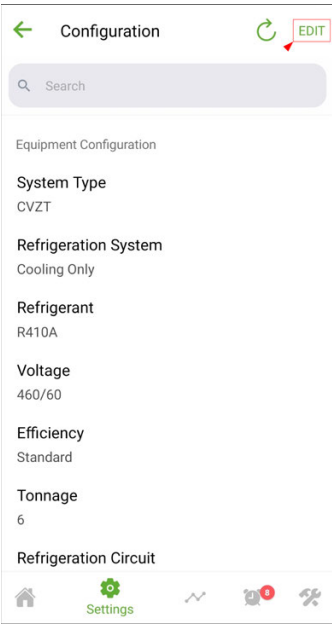 Configuration
EDIT
Search
Equipment Configuration
System Type
CVZT
Refrigeration System
Cooling Only
Refrigerant
R410A
Voltage
460/60
Efficiency
Standard
Tonnage
6
Refrigeration Circuit
8
Settings